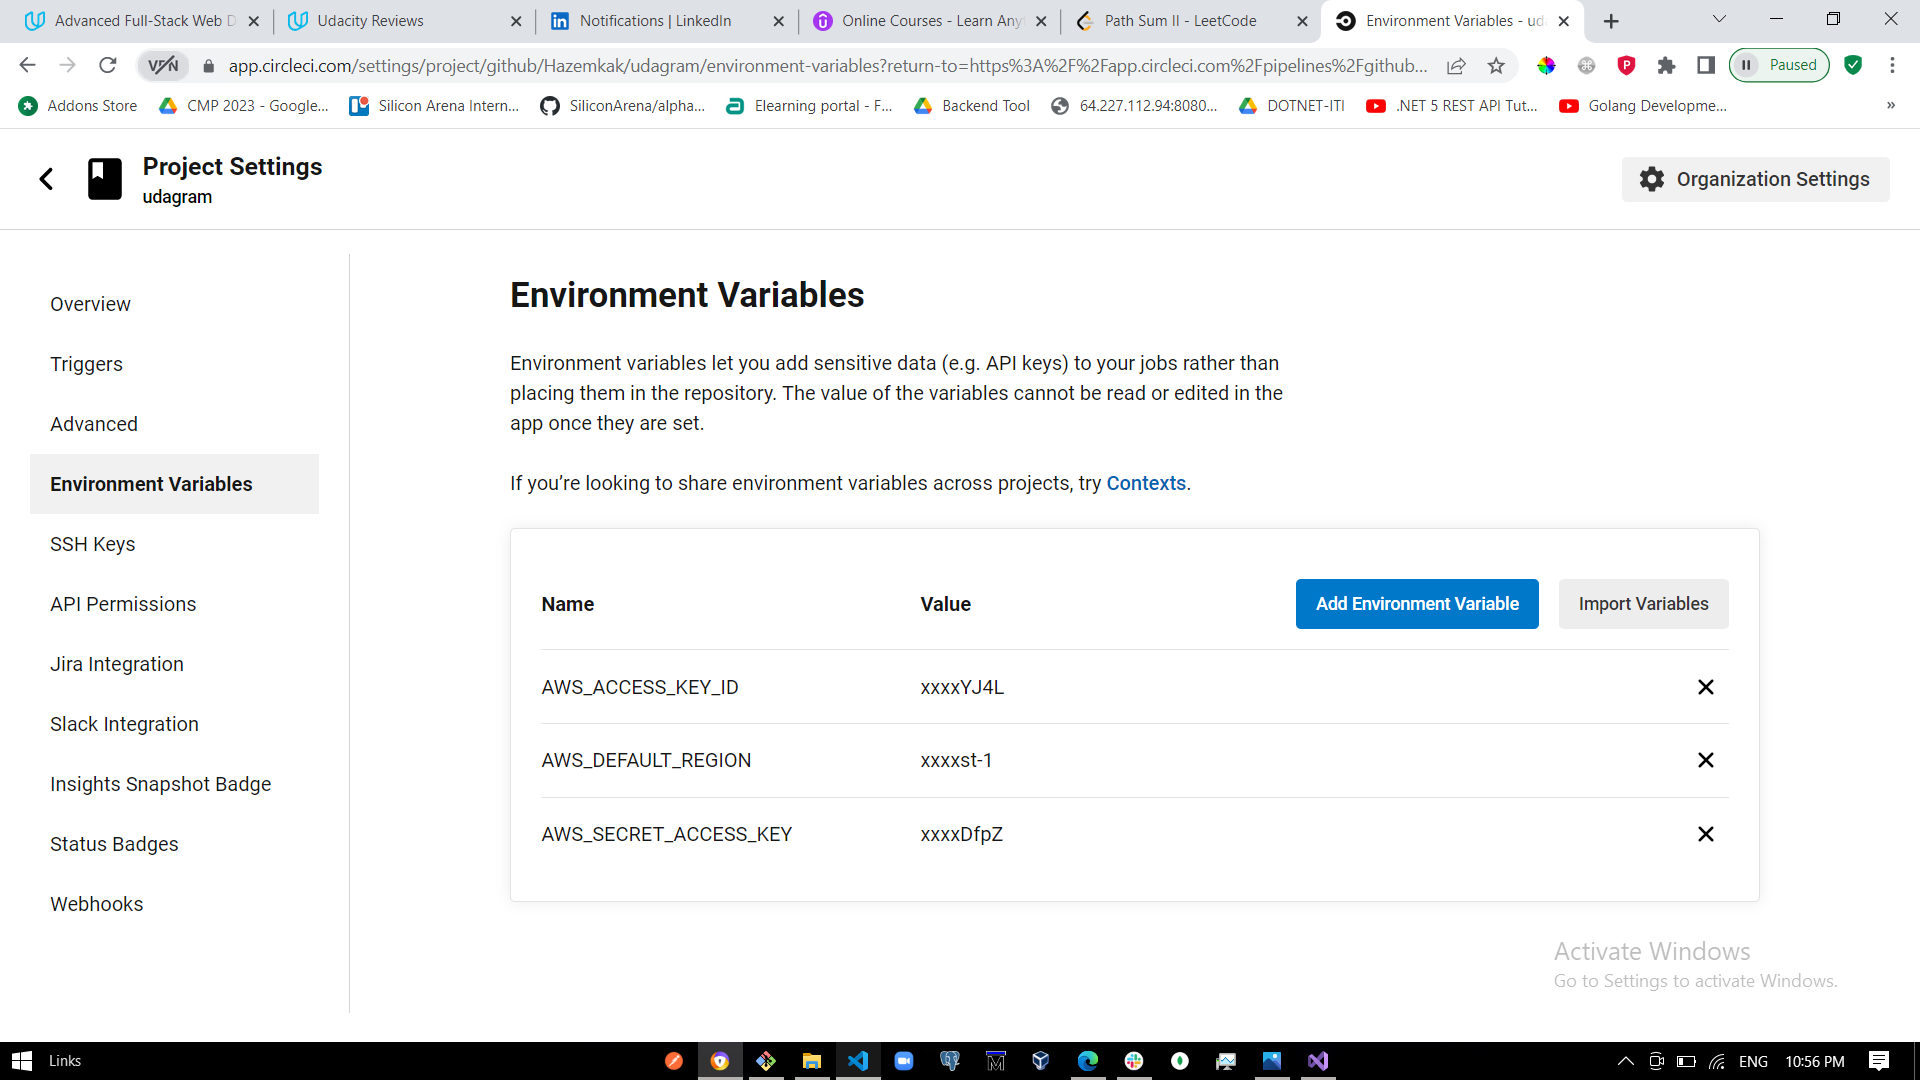 Advanced Full-Stack Web D
Udacity Reviews
Notifications | LinkedIn
Online Courses - Learn Any
Path Sum II - LeetCode
Environment Variables - ud
VPN
app.circleci.com/settings/project/github/Hazemkak/udagram/environment-variables?return-to=https%3A%2F%2Fapp.circleci.com%2Fpipelines%2Fgithub...
Paused
Addons Store
CMP 2023 - Google...
Silicon Arena Intern...
SiliconArena/alpha...
Elearning portal - F...
Backend Tool
64.227.112.94:8080...
DOTNET-ITI
.NET 5 REST API Tut...
Golang Developme...
»
Project Settings
udagram
Organization Settings
Overview
Triggers
Advanced
Environment Variables
SSH Keys
API Permissions
Jira Integration
Slack Integration
Insights Snapshot Badge
Status Badges
Webhooks
Environment Variables
Environment variables let you add sensitive data (e.g. API keys) to your jobs rather than
placing them in the repository. The value of the variables cannot be read or edited in the
app once they are set.
If you’re looking to share environment variables across projects, try Contexts.
Name
Value
Add Environment Variable
Import Variables
AWS_ACCESS_KEY_ID
xxxxYJ4L
AWS_DEFAULT_REGION
xxxxst-1
AWS_SECRET_ACCESS_KEY
xxxxDfpZ
Activate Windows
Go to Settings to activate Windows.
Links
ENG
10:56 PM